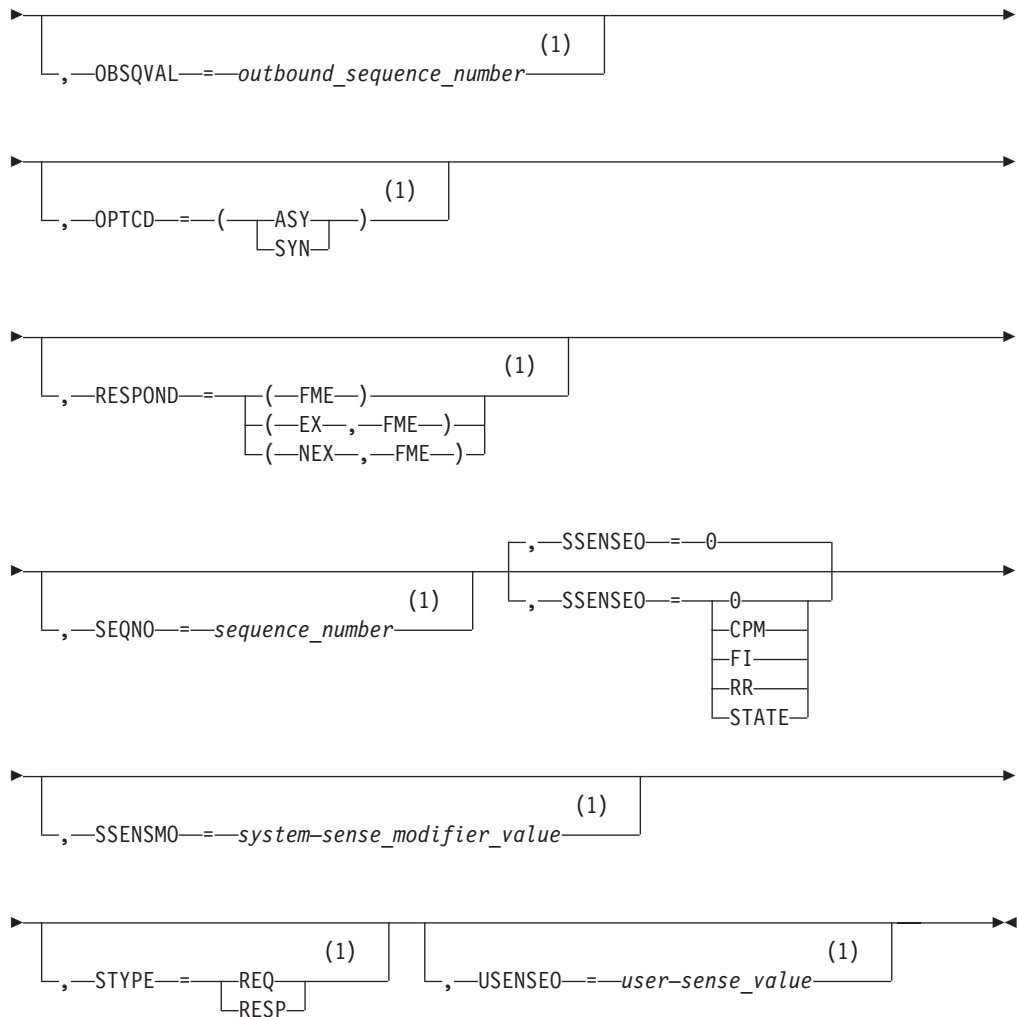 (1)
,—OBSQVAL—=—outbound_sequence_number
(1)
,—OPTCD—=—(—ASY—)
SYN
(1)
,—RESPOND—=—(—FME—)
(—EX—,—FME—)
(—NEX—,—FME—)
,—SSENSEO—=—0
(1)
,—SEQNO—=—sequence_number
,—SSENSEO—=—0
CPM
FI
RR
STATE
(1)
,—SSENSMO—=—system—sense_modifier_value
(1)
,—STYPE—=—REQ
RESP
(1)
,—USENSEO—=—user—sense_value